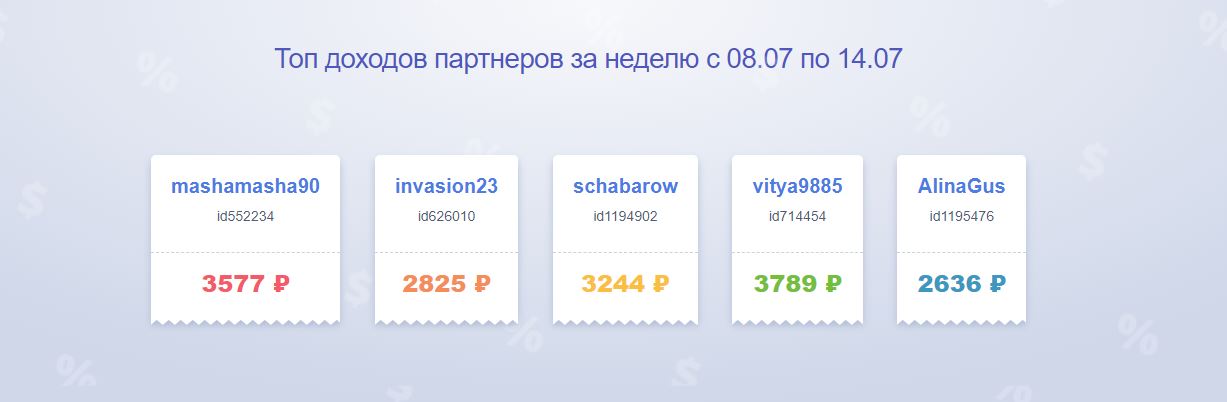 Топ доходов партнеров за неделю с 08.07 по 14.07
mashamasha90
id552234
3577 ₽
invasion23
id626010
2825 ₽
schabarow
id1194902
3244 ₽
vitya9885
id714454
3789 ₽
AlinaGus
id1195476
2636 ₽